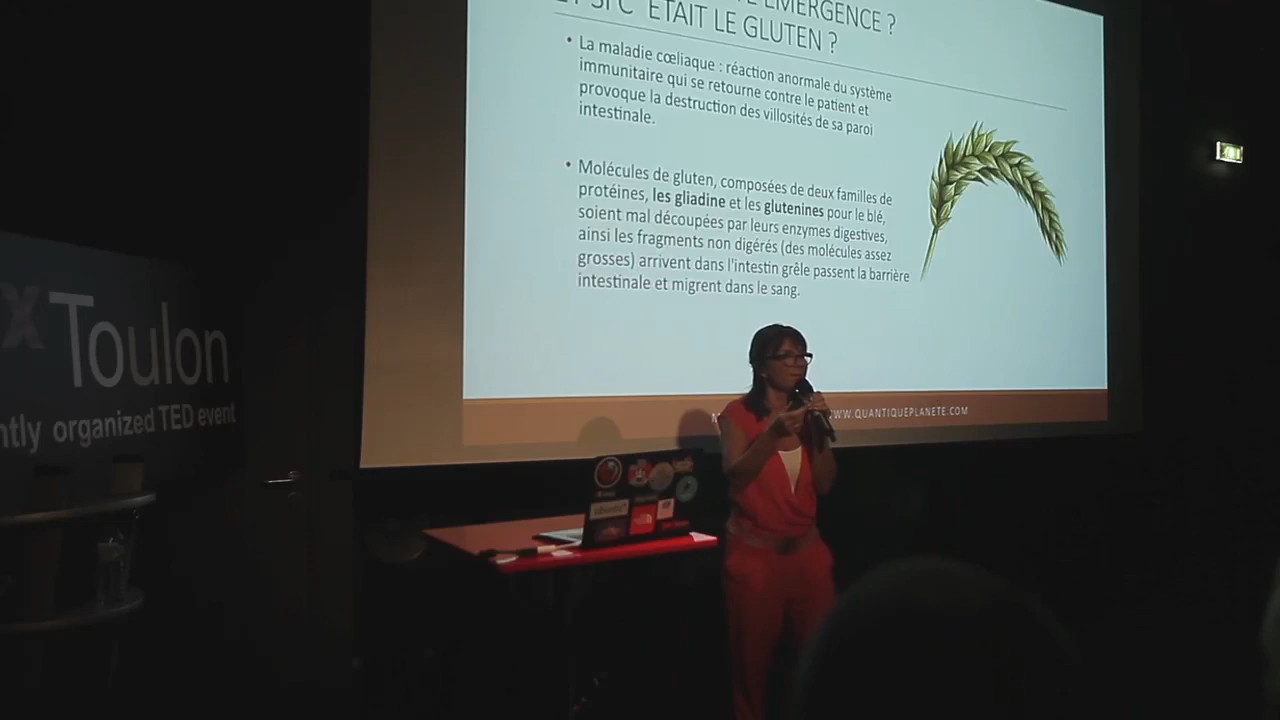 ÉMERGENCE ?
ÉTAIT LE GLUTEN ?
• La maladie cœliaque : réaction anormale du système
immunitaire qui se retourne contre le patient et
provoque la destruction des villosités de sa paroi
intestinale.
• Molécules de gluten, composées de deux familles de
protéines, les gliadine et les glutenines pour le blé,
soient mal découpées par leurs enzymes digestives,
ainsi les fragments non digérés (des molécules assez
grosses) arrivent dans l'intestin grêle passent la barrière
intestinale et migrent dans le sang.
WWW.QUANTIQUEPLANETE.COM
x Toulon
ntly organized TED event
ubuntu